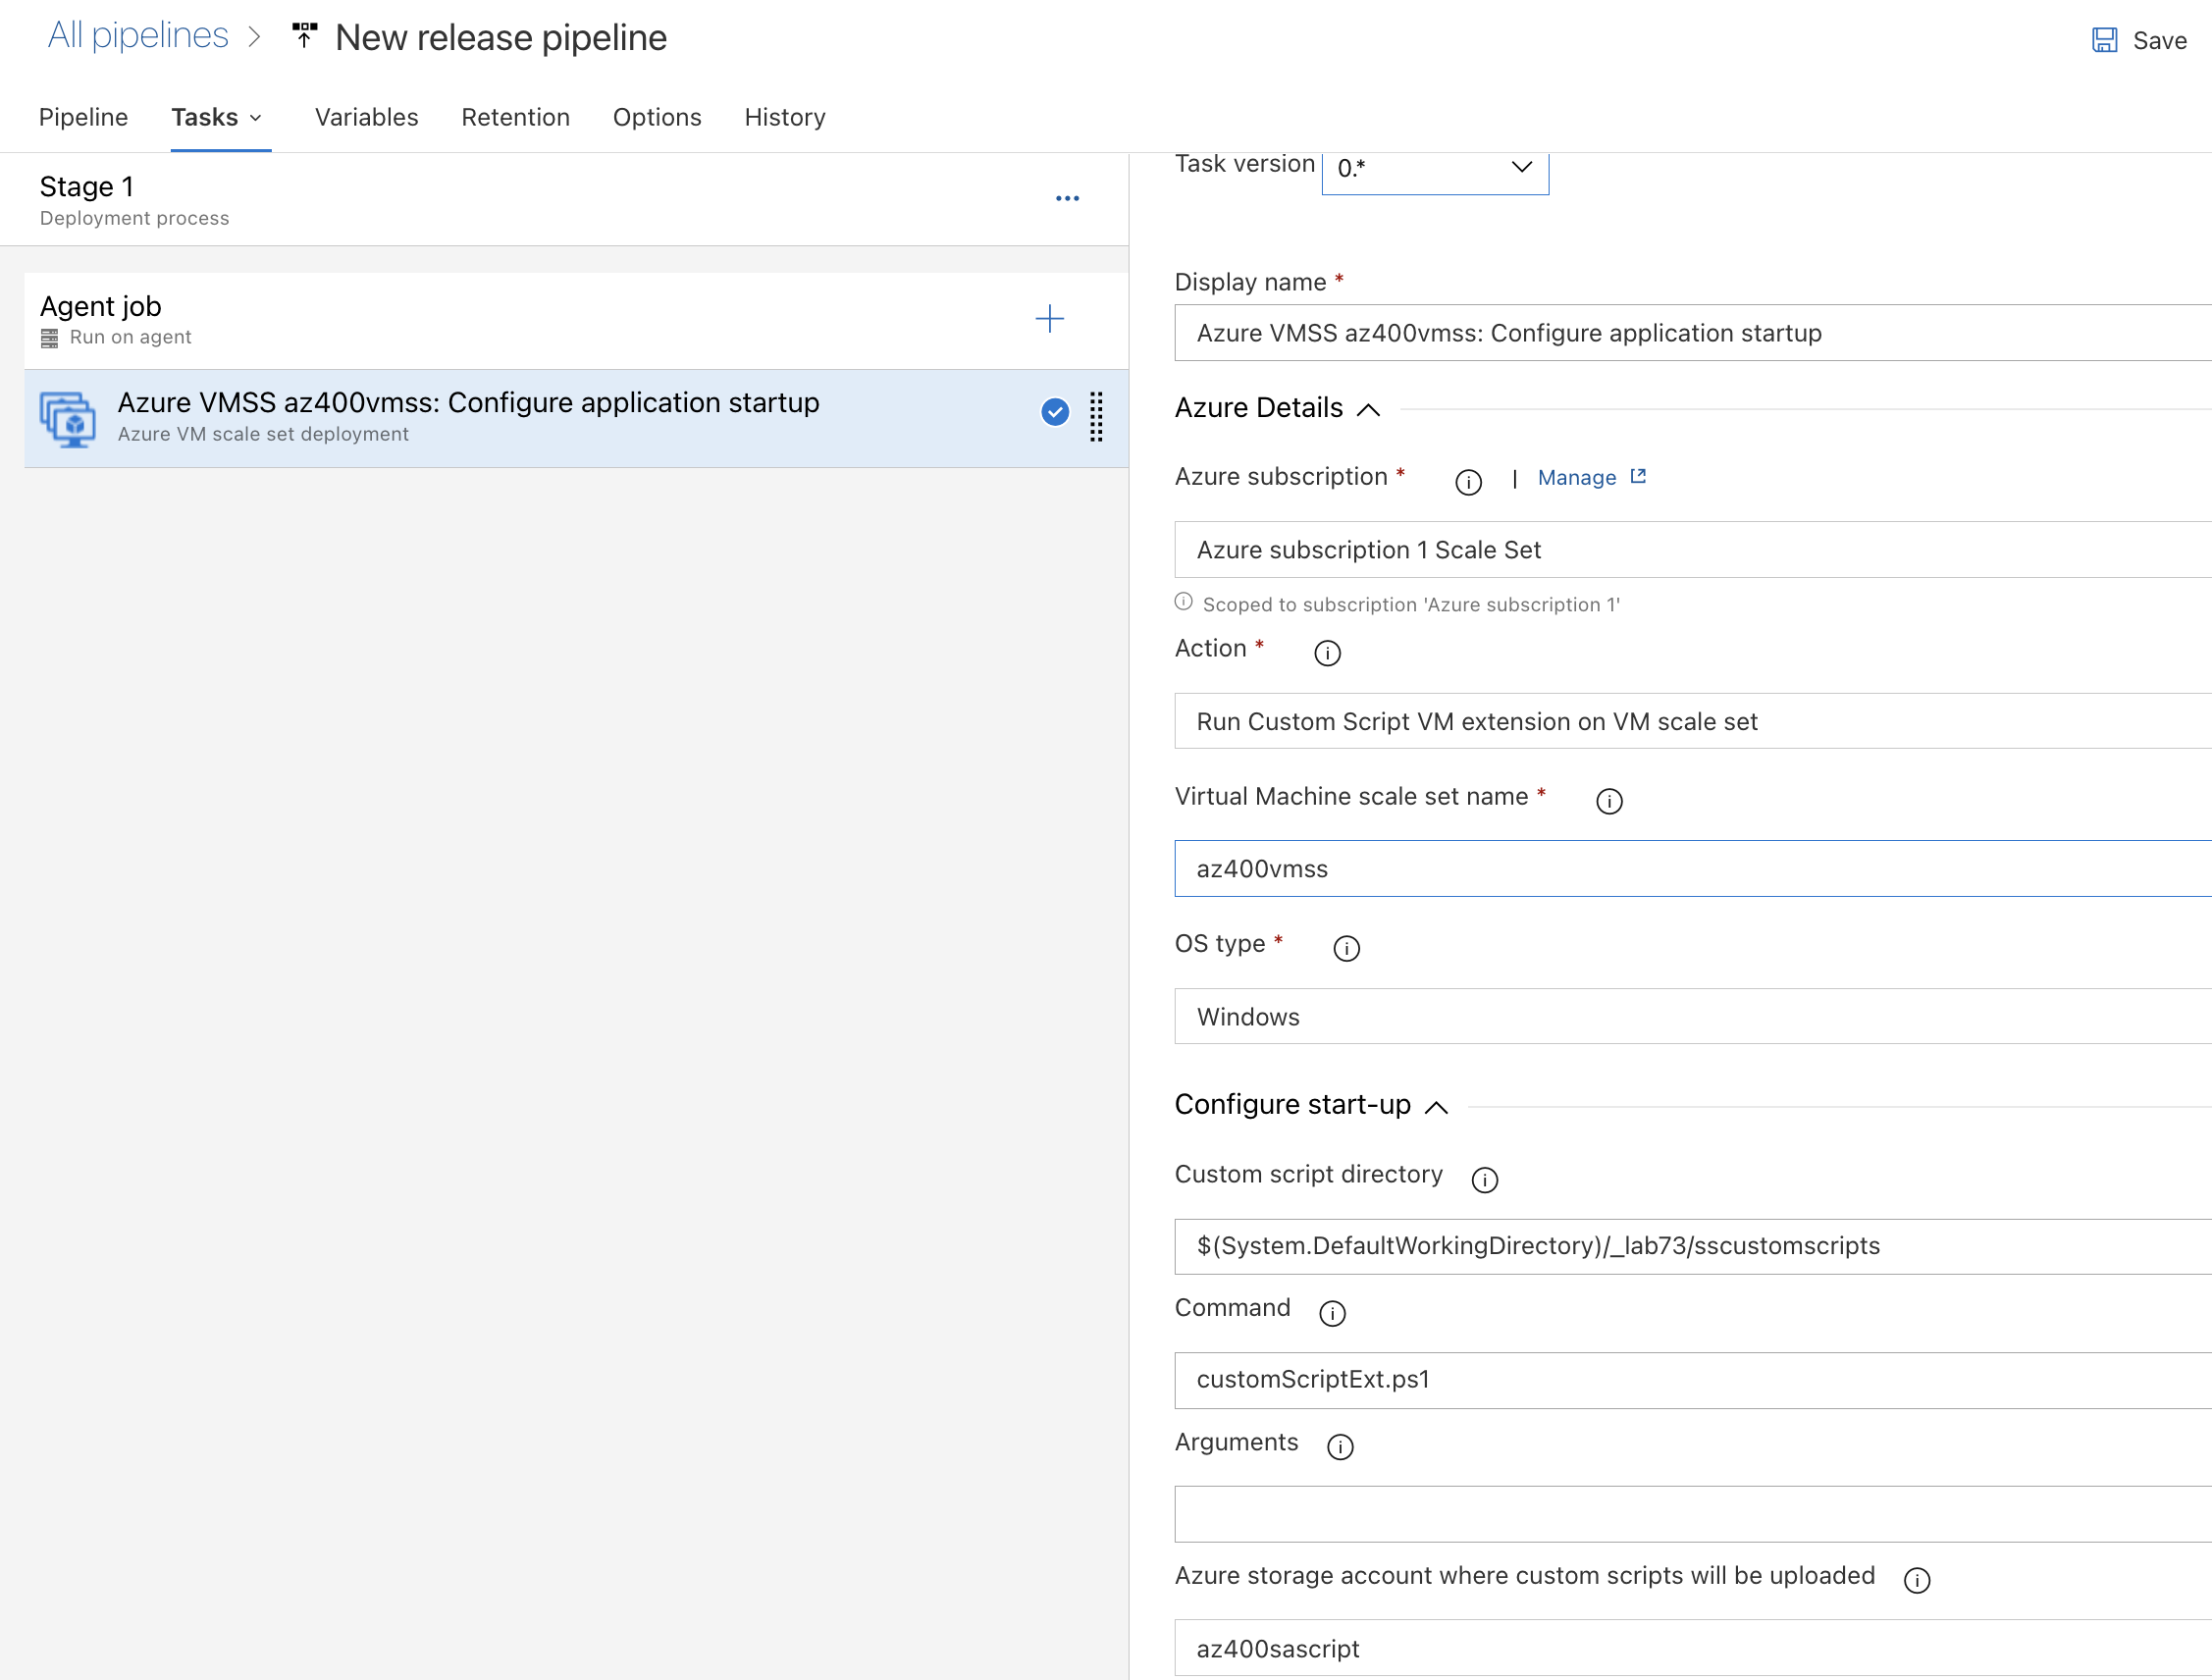 All pipelines > New release pipeline
Save
Pipeline Tasks Variables Retention Options History
Stage 1
Deployment process
Agent job
Run on agent
Azure VMSS az400vmss: Configure application startup
Azure VM scale set deployment
Task version 0.*
Display name *
Azure VMSS az400vmss: Configure application startup
Azure Details
Azure subscription * | Manage
Azure subscription 1 Scale Set
Scoped to subscription 'Azure subscription 1'
Action *
Run Custom Script VM extension on VM scale set
Virtual Machine scale set name *
az400vmss
OS type *
Windows
Configure start-up
Custom script directory
$(System.DefaultWorkingDirectory)/_lab73/sscustomscripts
Command
customScriptExt.ps1
Arguments
Azure storage account where custom scripts will be uploaded
az400sascript